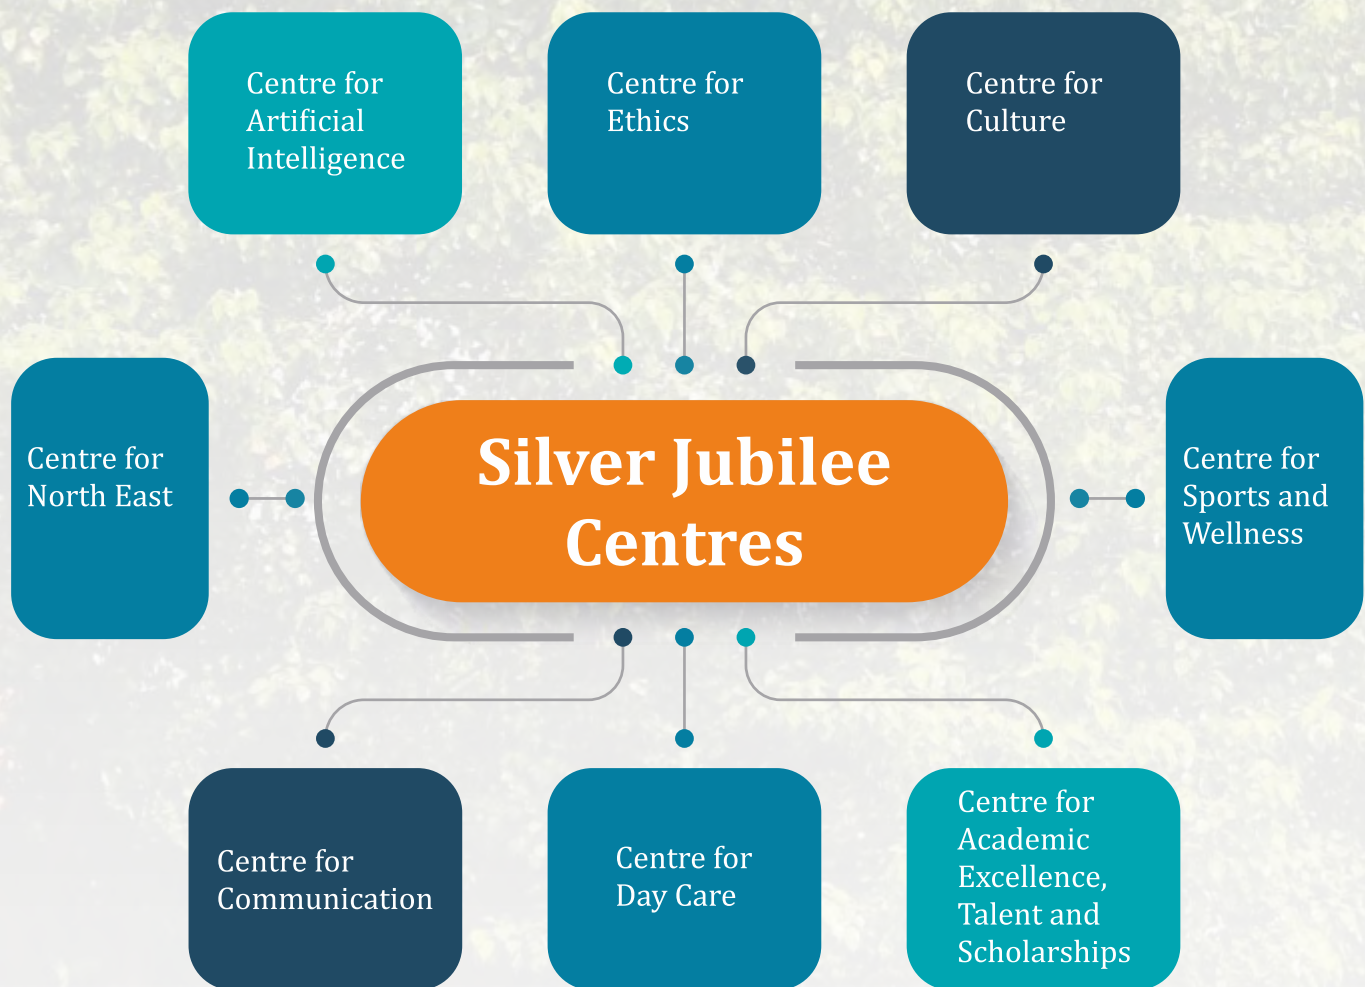 Centre for
Artificial
Intelligence
Centre for
Ethics
Centre for
Culture
Centre for
North East
Silver Jubilee
Centres
Centre for
Sports and
Wellness
Centre for
Communication
Centre for
Day Care
Centre for
Academic
Excellence,
Talent and
Scholarships